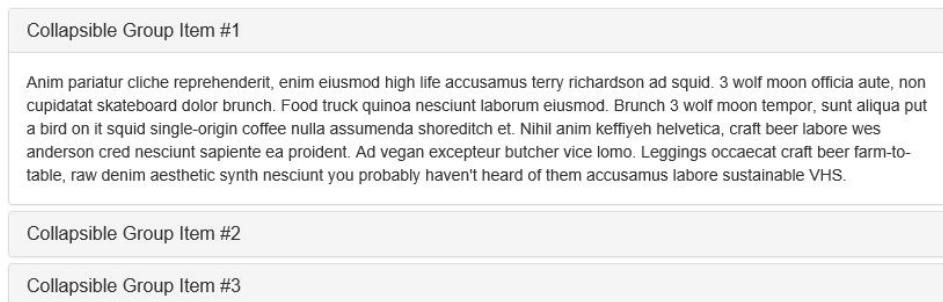 Collapsible Group Item #1
Anim pariatur cliche reprehenderit, enim eiusmod high life accusamus terry richardson ad squid. 3 wolf moon officia aute, non
cupidatat skateboard dolor brunch. Food truck quinoa nesciunt laborum eiusmod. Brunch 3 wolf moon tempor, sunt aliqua put
a bird on it squid single-origin coffee nulla assumenda shoreditch et. Nihil anim keffiyeh helvetica, craft beer labore wes
anderson cred nesciunt sapiente ea proident. Ad vegan excepteur butcher vice lomo. Leggings occaecat craft beer farm-to-
table, raw denim aesthetic synth nesciunt you probably haven't heard of them accusamus labore sustainable VHS.
Collapsible Group Item #2
Collapsible Group Item #3